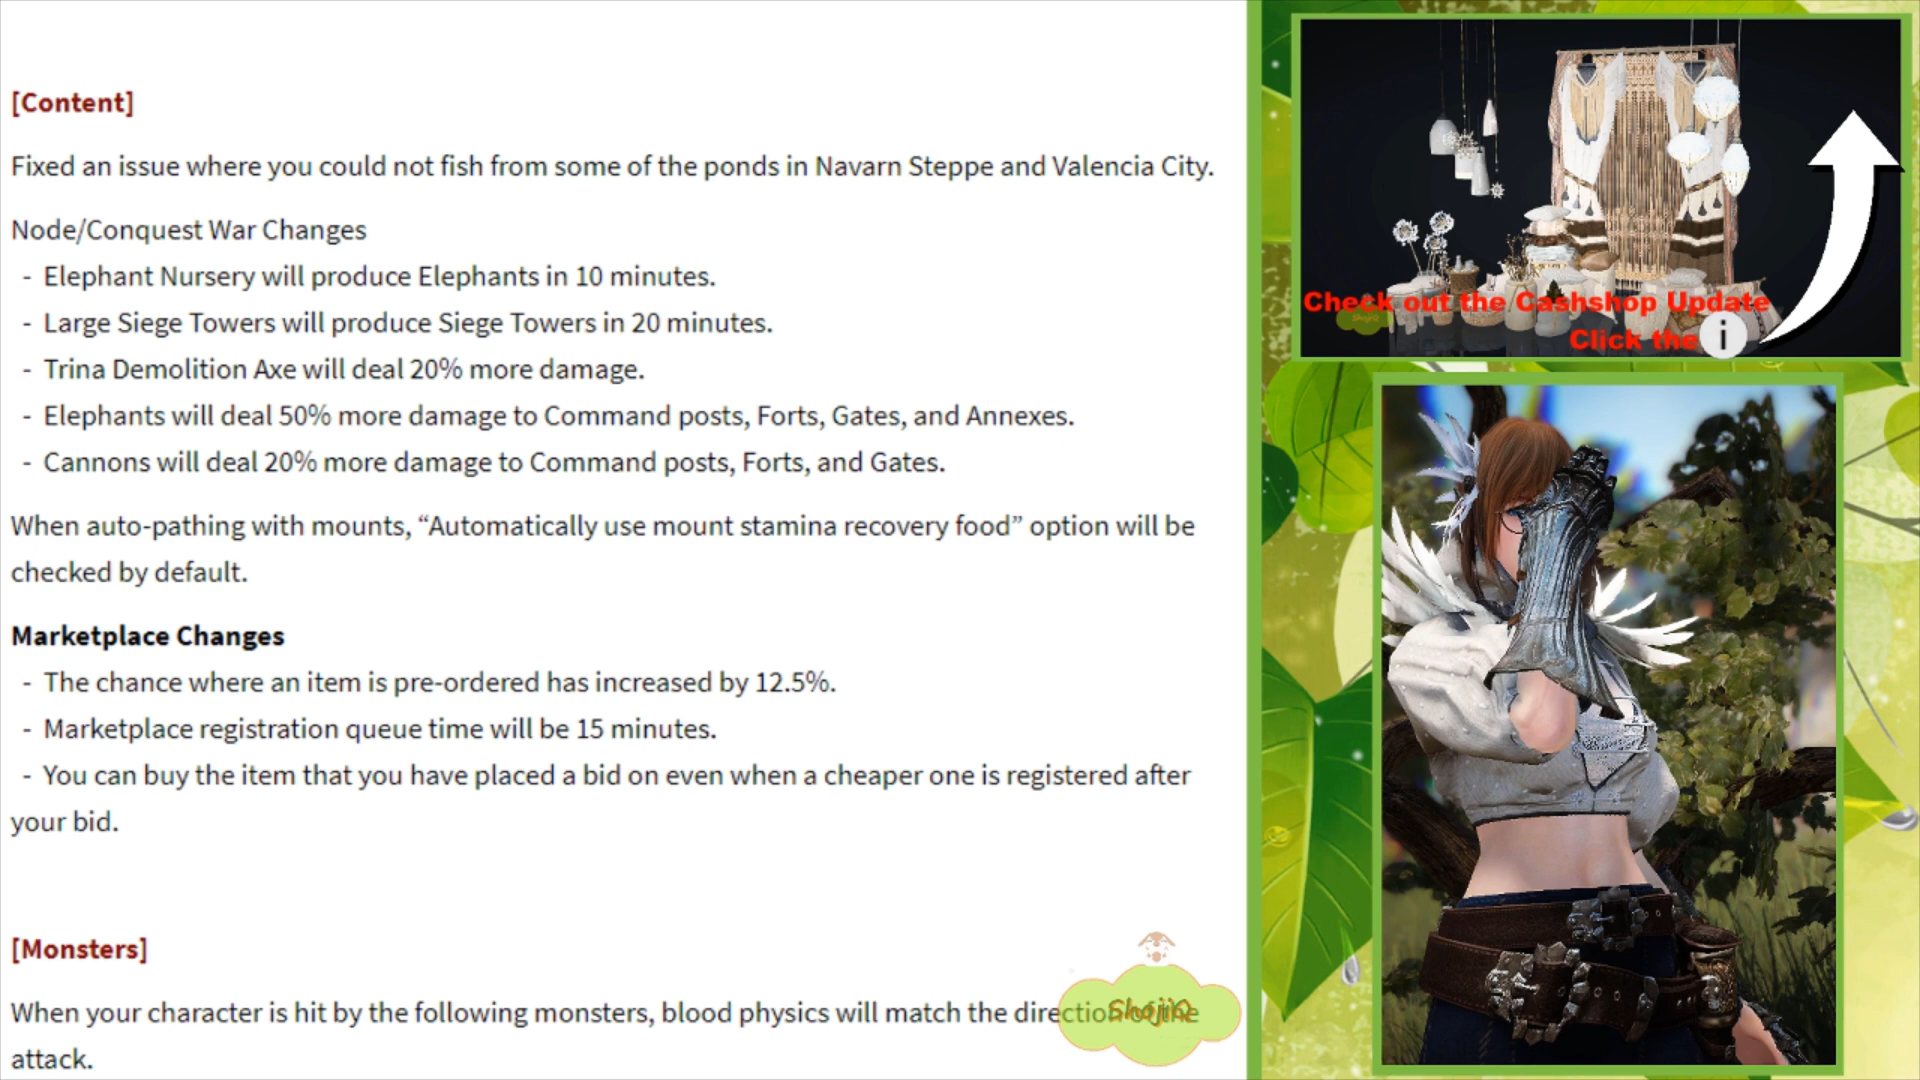 [Content]
Fixed an issue where you could not fish from some of the ponds in Navarn Steppe and Valencia City.
Node/Conquest War Changes
- Elephant Nursery will produce Elephants in 10 minutes.
- Large Siege Towers will produce Siege Towers in 20 minutes.
- Trina Demolition Axe will deal 20% more damage.
- Elephants will deal 50% more damage to Command posts, Forts, Gates, and Annexes.
- Cannons will deal 20% more damage to Command posts, Forts, and Gates.
When auto-pathing with mounts, “Automatically use mount stamina recovery food” option will be
checked by default.
Marketplace Changes
- The chance where an item is pre-ordered has increased by 12.5%.
- Marketplace registration queue time will be 15 minutes.
- You can buy the item that you have placed a bid on even when a cheaper one is registered after
your bid.
[Monsters]
When your character is hit by the following monsters, blood physics will match the direction of the
attack.
ShojiQ
Check out the Cashshop Update
Click the i
ShojiQ